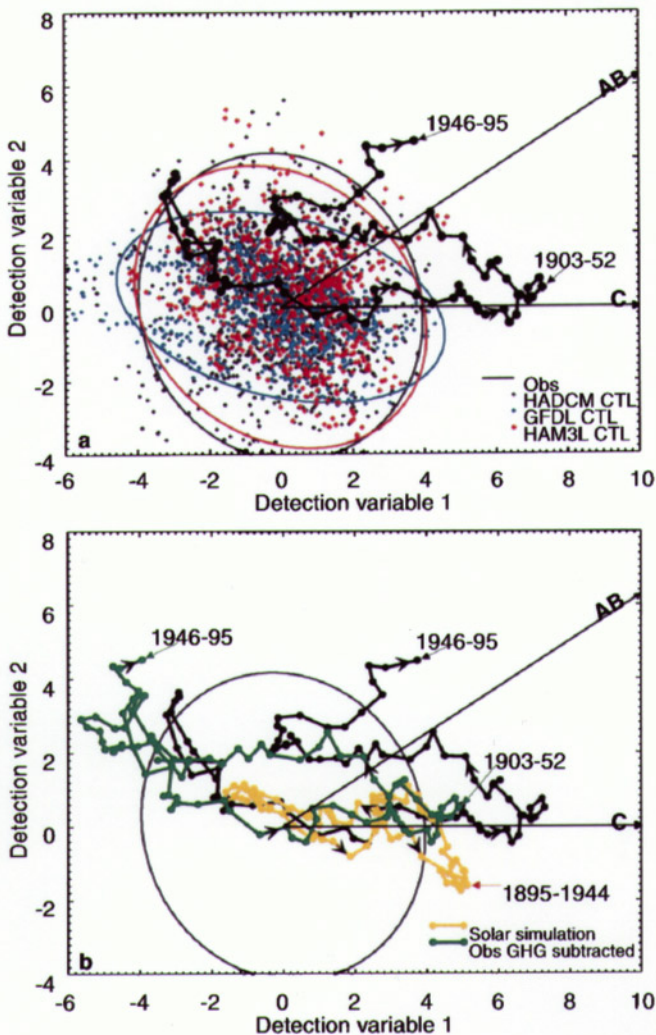 8
6
4
2
0
-2
-4
Detection variable 2
AB
1946-95
1903-52
C
Obs
HADCM CTL
GFDL CTL
HAM3L CTL
a
-6 -4 -2 0 2 4 6 8 10
Detection variable 1
8
6
4
2
0
-2
-4
Detection variable 2
AB
1946-95
1946-95
1903-52
C
1895-1944
Solar simulation
Obs GHG subtracted
b
-6 -4 -2 0 2 4 6 8 10
Detection variable 1